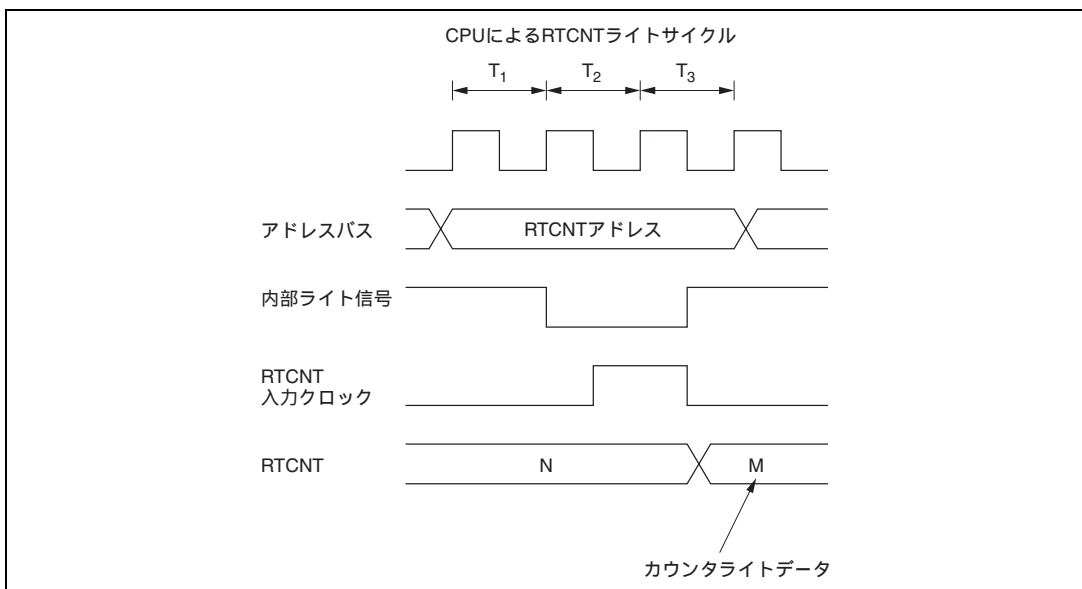 CPUによるRTCNTライトサイクル
T1 T2 T3
アドレスバス RTCNTアドレス
内部ライト信号
RTCNT
入力クロック
RTCNT N M
カウンタライトデータ